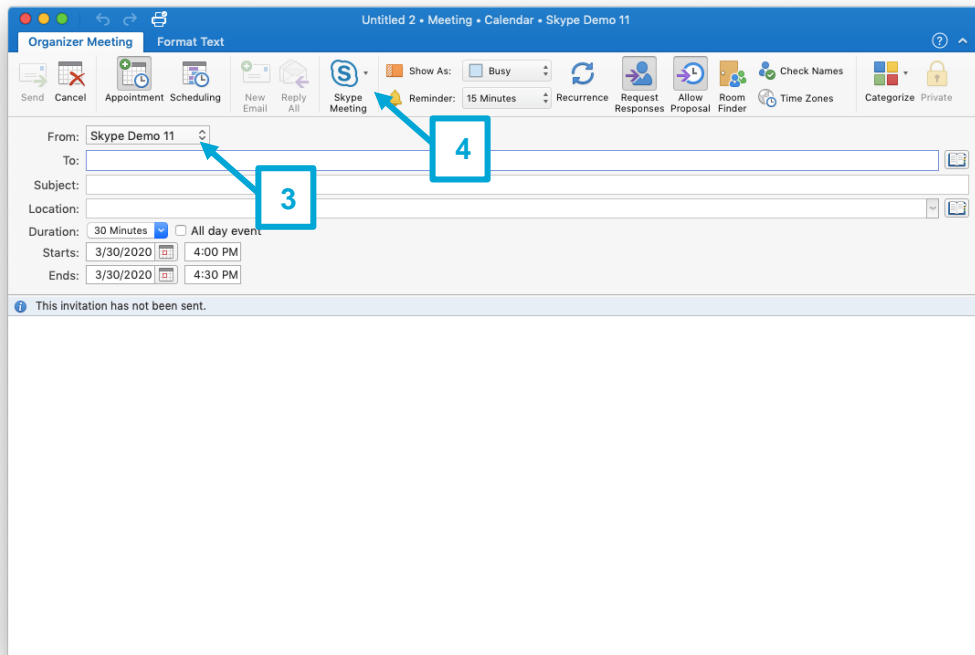 Untitled 2 • Meeting • Calendar • Skype Demo 11
Organizer Meeting Format Text ?
Send Cancel Appointment Scheduling New Email Reply All Skype Meeting Show As: Busy Recurrence Request Responses Allow Proposal Room Finder Check Names Categorize Private
Reminder: 15 Minutes Time Zones
From: Skype Demo 11
4
To:
Subject:
3
Location:
Duration: 30 Minutes All day event
Starts: 3/30/2020 4:00 PM
Ends: 3/30/2020 4:30 PM
This invitation has not been sent.